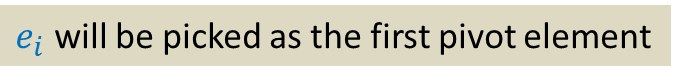 eᵢ will be picked as the first pivot element